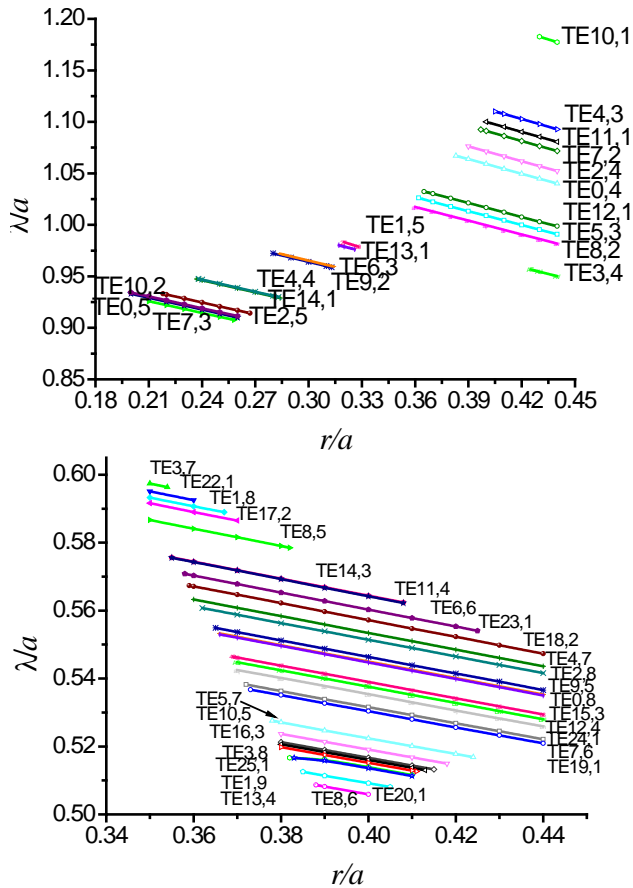 1.20
1.15
1.10
1.05
1.00
0.95
0.90
0.85
λ/a
TE10,1
TE4,3
TE11,1
TE7,2
TE2,4
TE0,4
TE12,1
TE5,3
TE8,2
TE3,4
TE1,5
TE13,1
TE6,3
TE9,2
TE4,4
TE14,1
TE10,2
TE0,5
TE7,3
TE2,5
0.18 0.21 0.24 0.27 0.30 0.33 0.36 0.39 0.42 0.45
r/a
0.60
0.58
0.56
0.54
0.52
0.50
λ/a
TE3,7
TE22,1
TE1,8
TE17,2
TE8,5
TE14,3
TE11,4
TE6,6
TE23,1
TE18,2
TE4,7
TE2,8
TE9,5
TE0,8
TE15,3
TE12,4
TE24,1
TE7,6
TE19,1
TE5,7
TE10,5
TE16,3
TE3,8
TE25,1
TE1,9
TE13,4
TE8,6
TE20,1
0.34 0.36 0.38 0.40 0.42 0.44
r/a